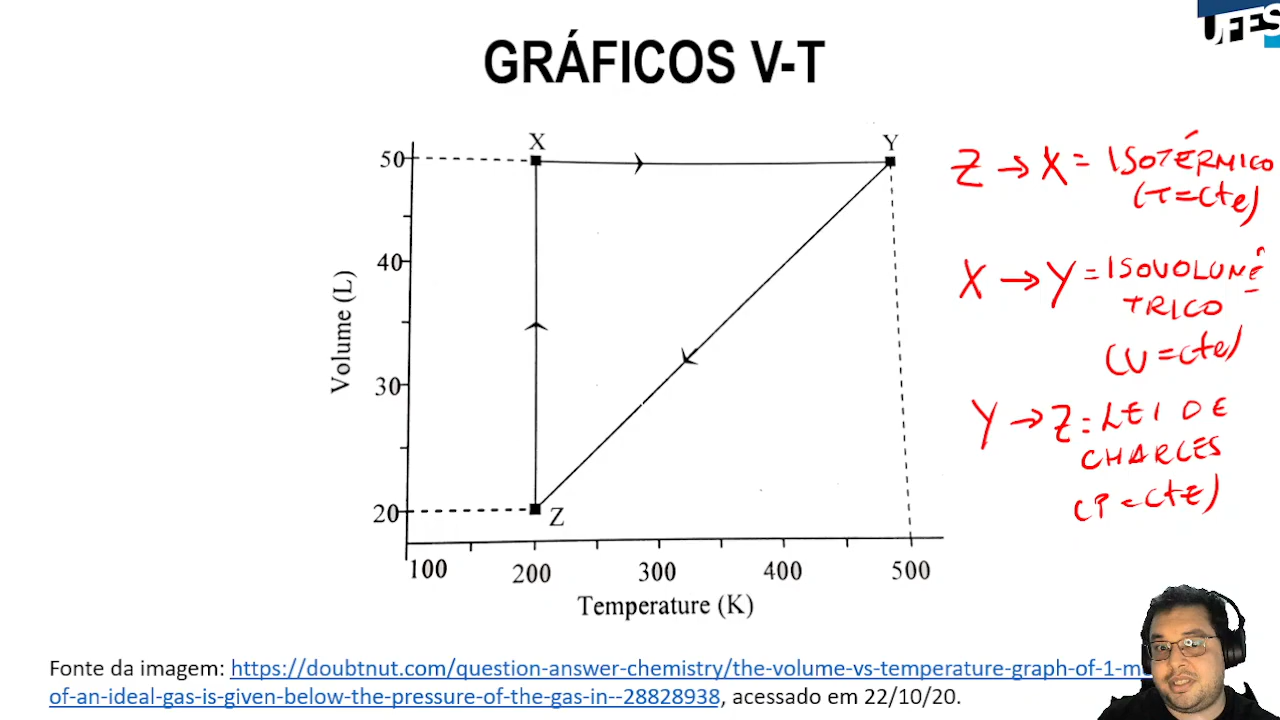 UFES
GRÁFICOS V-T
X
Y
50
40
30
20
Volume (L)
Z
100 200 300 400 500
Temperature (K)
Z → X = ISOTÉRMICO
(T=Cte)
X → Y = ISOVOLUMÉ
TRICO
(V=Cte)
Y → Z: LEI DE
CHARLES
(P=CTE)
Fonte da imagem: https://doubtnut.com/question-answer-chemistry/the-volume-vs-temperature-graph-of-1-m
of-an-ideal-gas-is-given-below-the-pressure-of-the-gas-in--28828938, acessado em 22/10/20.